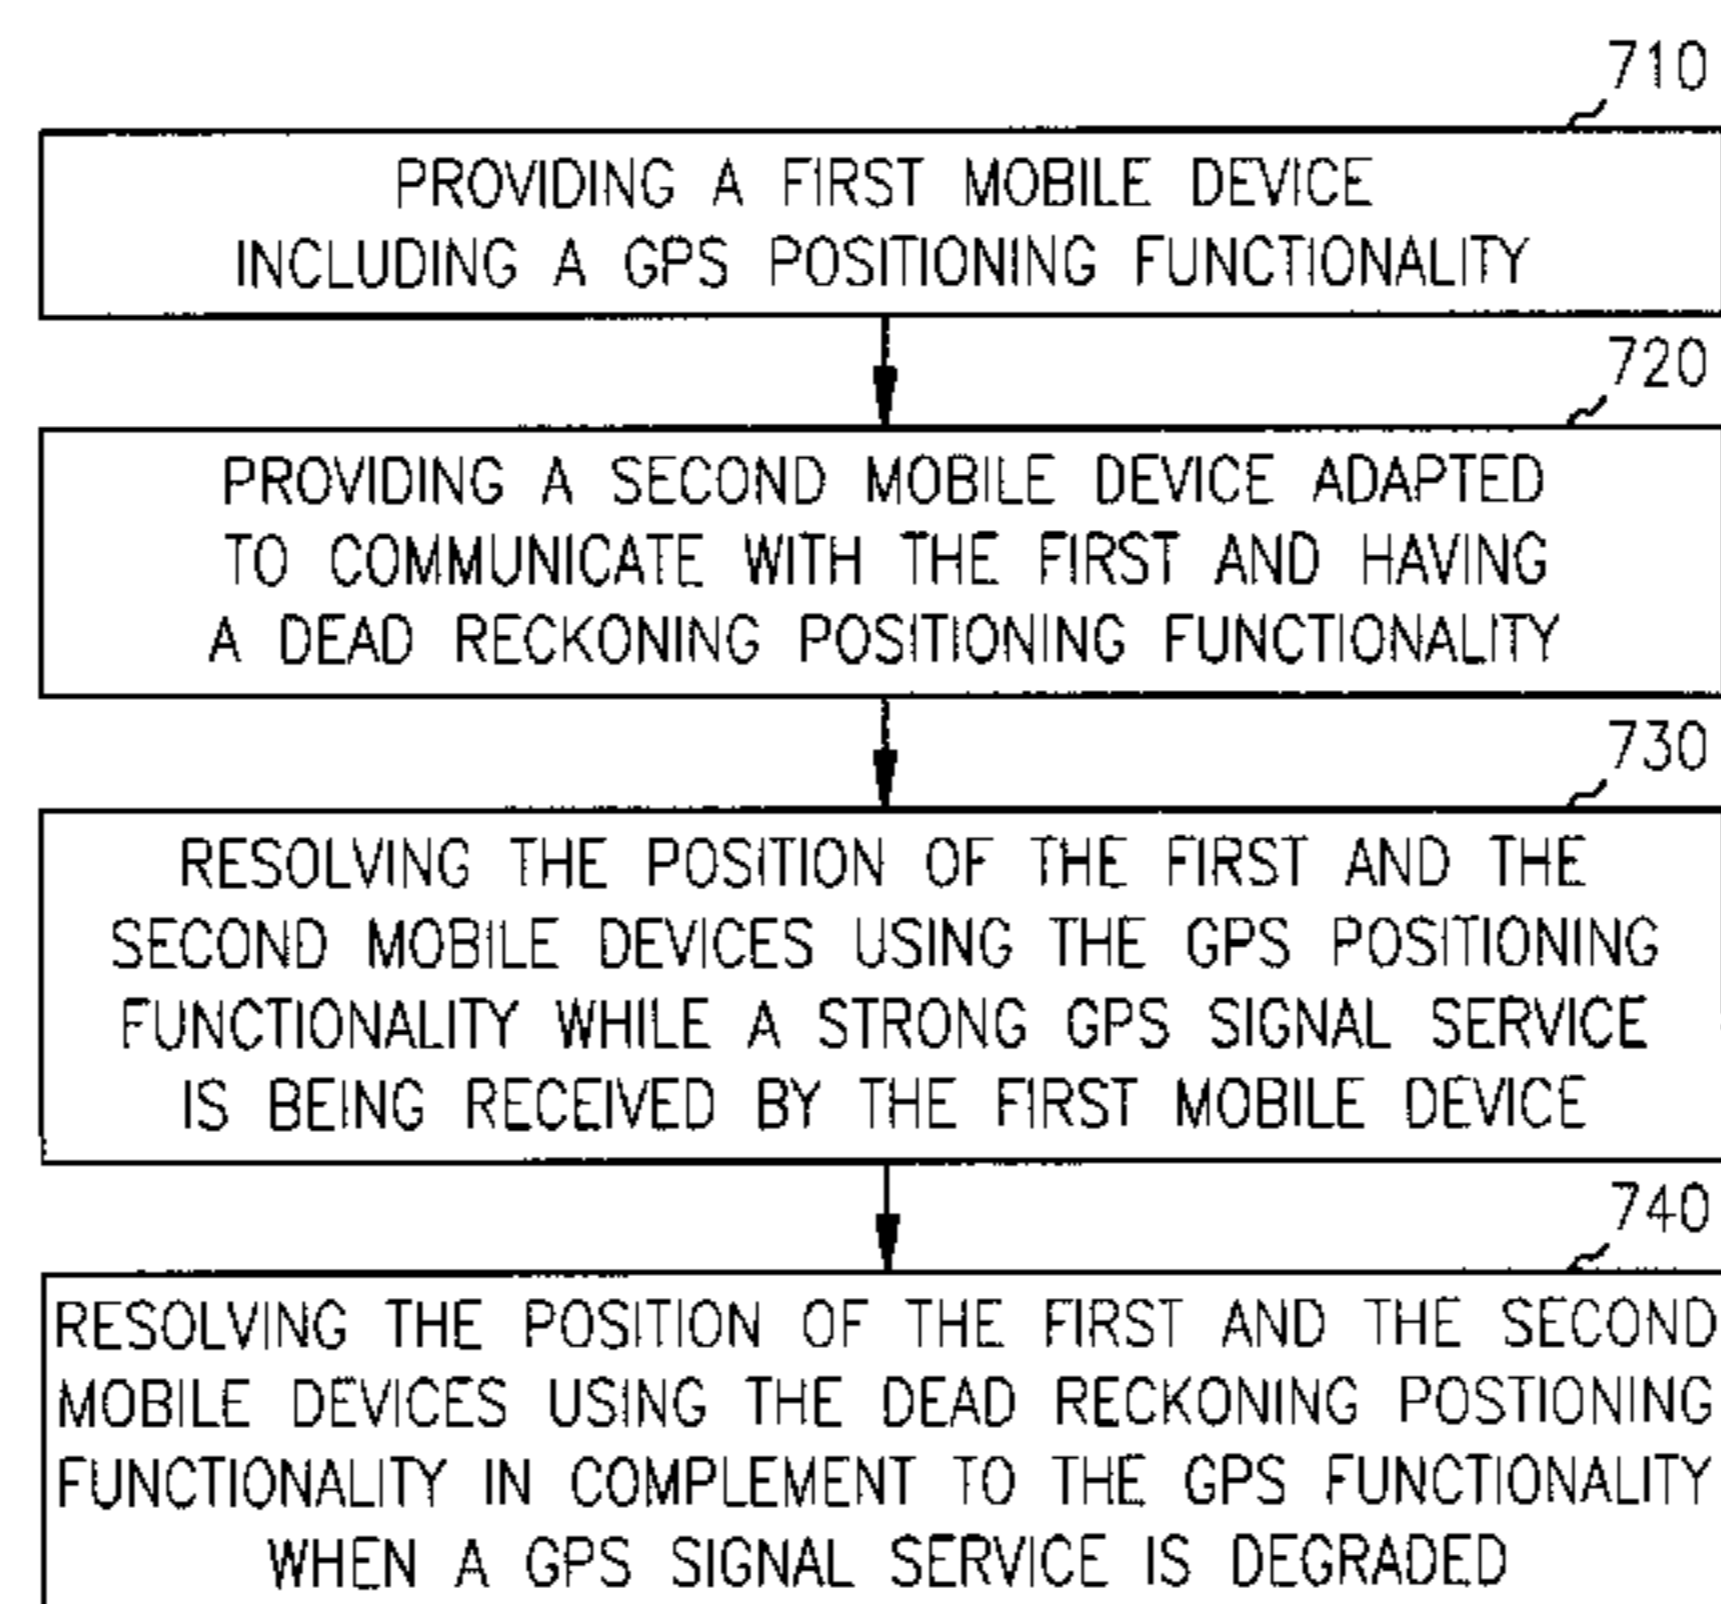 710
PROVIDING A FIRST MOBILE DEVICE
INCLUDING A GPS POSITIONING FUNCTIONALITY
720
PROVIDING A SECOND MOBILE DEVICE ADAPTED
TO COMMUNICATE WITH THE FIRST AND HAVING
A DEAD RECKONING POSITIONING FUNCTIONALITY
730
RESOLVING THE POSITION OF THE FIRST AND THE
SECOND MOBILE DEVICES USING THE GPS POSITIONING
FUNCTIONALITY WHILE A STRONG GPS SIGNAL SERVICE
IS BEING RECEIVED BY THE FIRST MOBILE DEVICE
740
RESOLVING THE POSITION OF THE FIRST AND THE SECOND
MOBILE DEVICES USING THE DEAD RECKONING POSTIONING
FUNCTIONALITY IN COMPLEMENT TO THE GPS FUNCTIONALITY
WHEN A GPS SIGNAL SERVICE IS DEGRADED